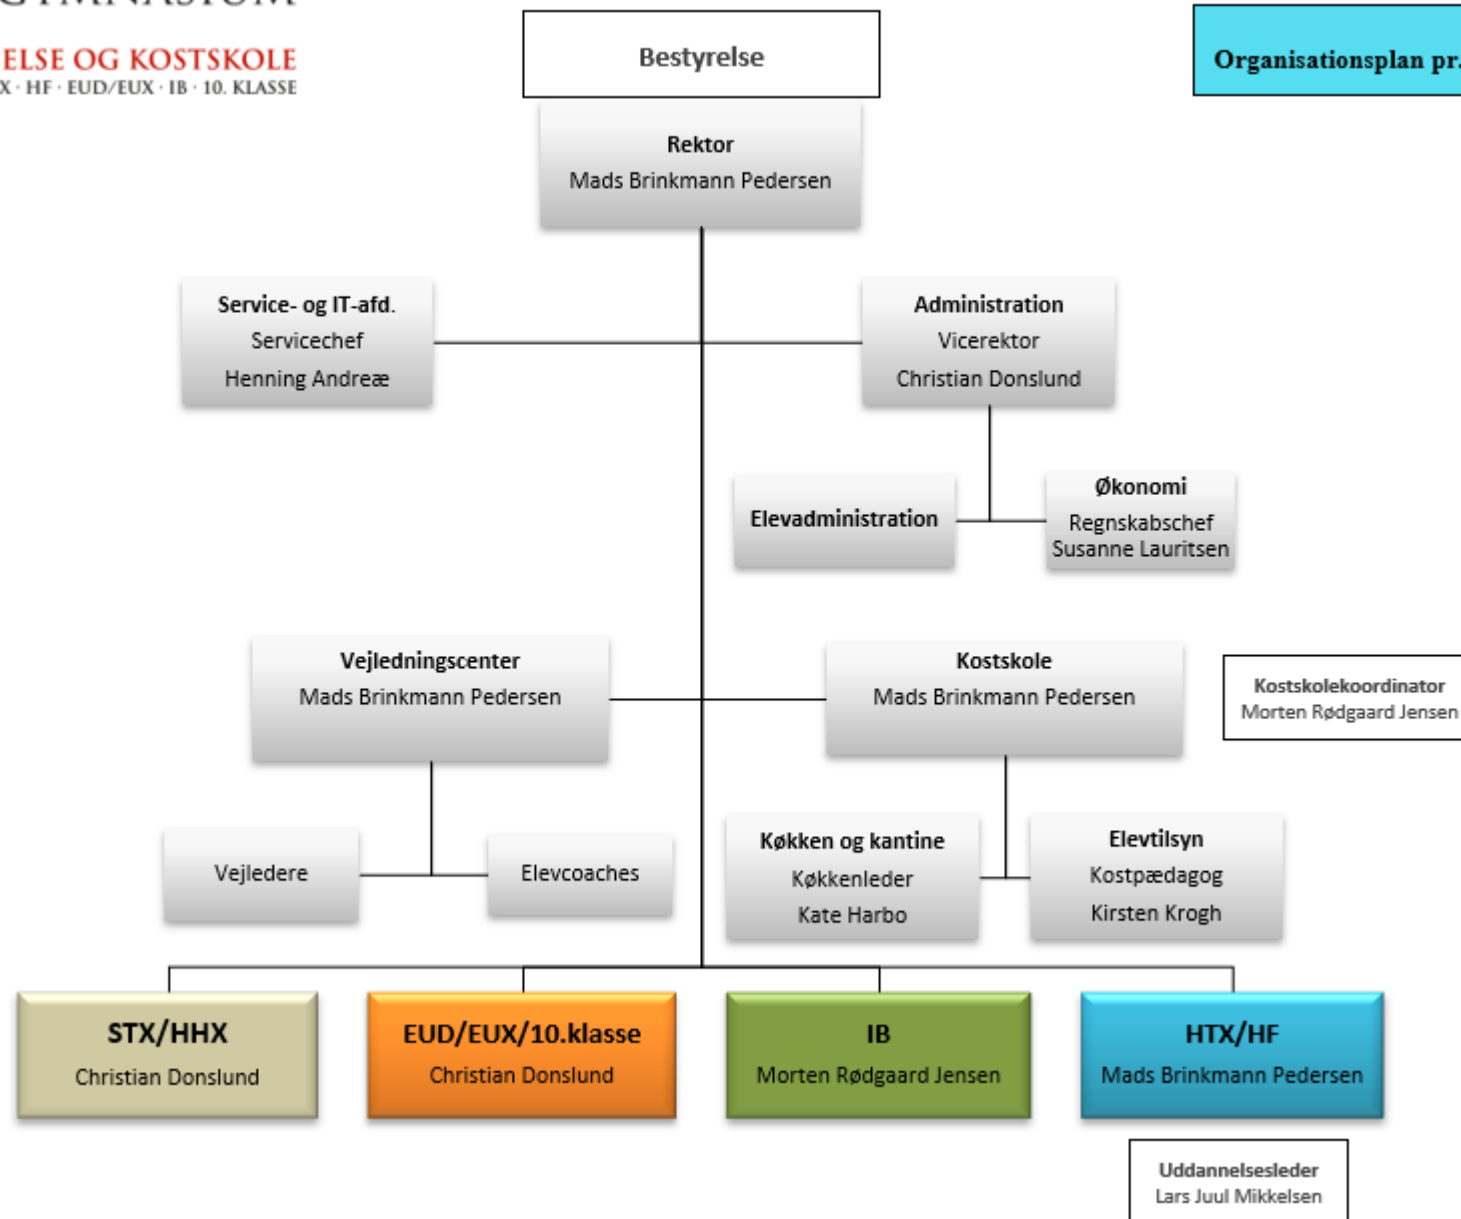 GYMNASIUM
ELSE OG KOSTSKOLE
X · HF · EUD/EUX · IB · 10. KLASSE
Bestyrelse
Organisationsplan pr.
Rektor
Mads Brinkmann Pedersen
Service- og IT-afd.
Servicechef
Henning Andreæ
Administration
Vicerektor
Christian Donslund
Elevadministration
Økonomi
Regnskabschef
Susanne Lauritsen
Vejledningscenter
Mads Brinkmann Pedersen
Kostskole
Mads Brinkmann Pedersen
Kostskolekoordinator
Morten Rødgaard Jensen
Vejledere
Elevcoaches
Køkken og kantine
Køkkenleder
Kate Harbo
Elevtilsyn
Kostpædagog
Kirsten Krogh
STX/HHX
Christian Donslund
EUD/EUX/10.klasse
Christian Donslund
IB
Morten Rødgaard Jensen
HTX/HF
Mads Brinkmann Pedersen
Uddannelsesleder
Lars Juul Mikkelsen